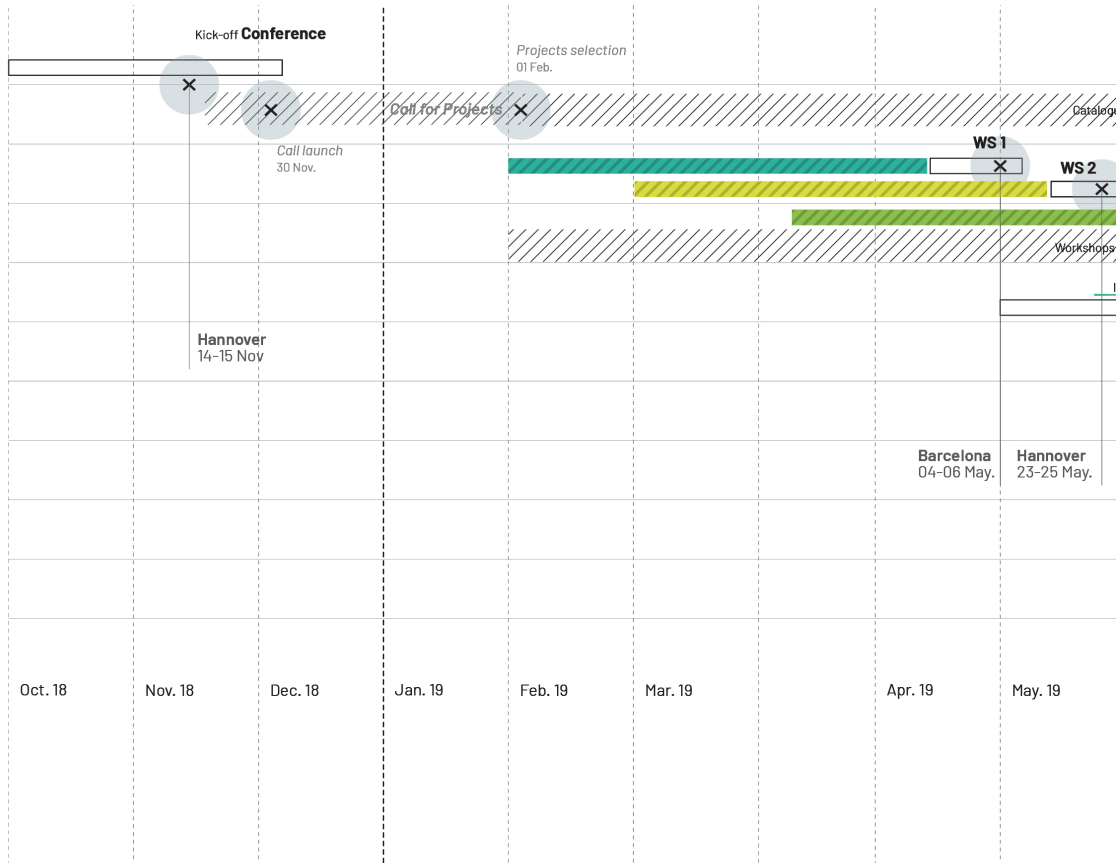 Kick-off Conference
Projects selection
01 Feb.
Call for Projects
Call launch
30 Nov.
WS 1
WS 2
Workshops
Hannover
14-15 Nov
Barcelona
04-06 May.
Hannover
23-25 May.
Oct. 18
Nov. 18
Dec. 18
Jan. 19
Feb. 19
Mar. 19
Apr. 19
May. 19